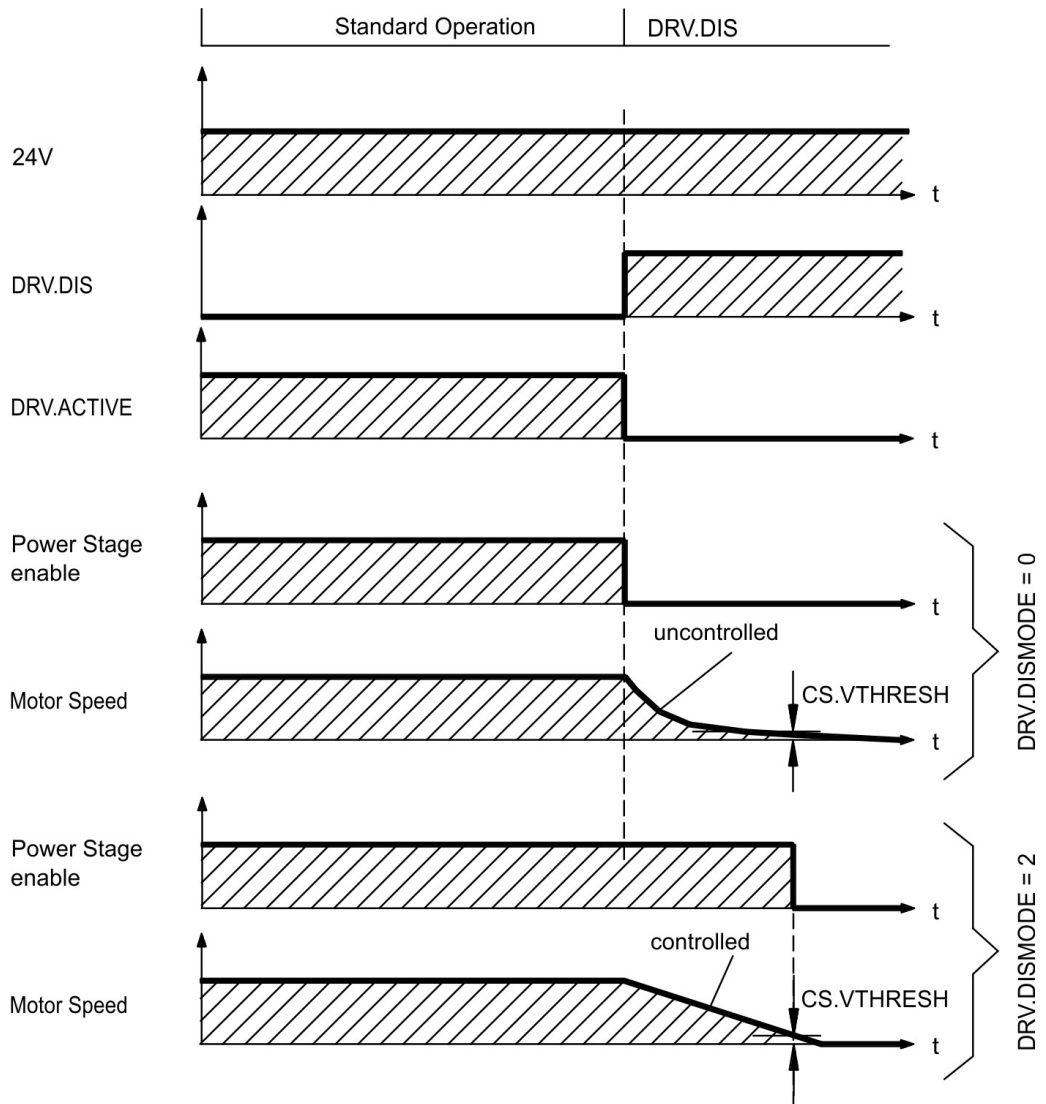 Standard Operation
DRV.DIS
24V
t
DRV.DIS
t
DRV.ACTIVE
t
Power Stage
enable
t
uncontrolled
Motor Speed
CS.VTHRESH
t
DRV.DISMODE = 0
Power Stage
enable
t
controlled
Motor Speed
CS.VTHRESH
t
DRV.DISMODE = 2